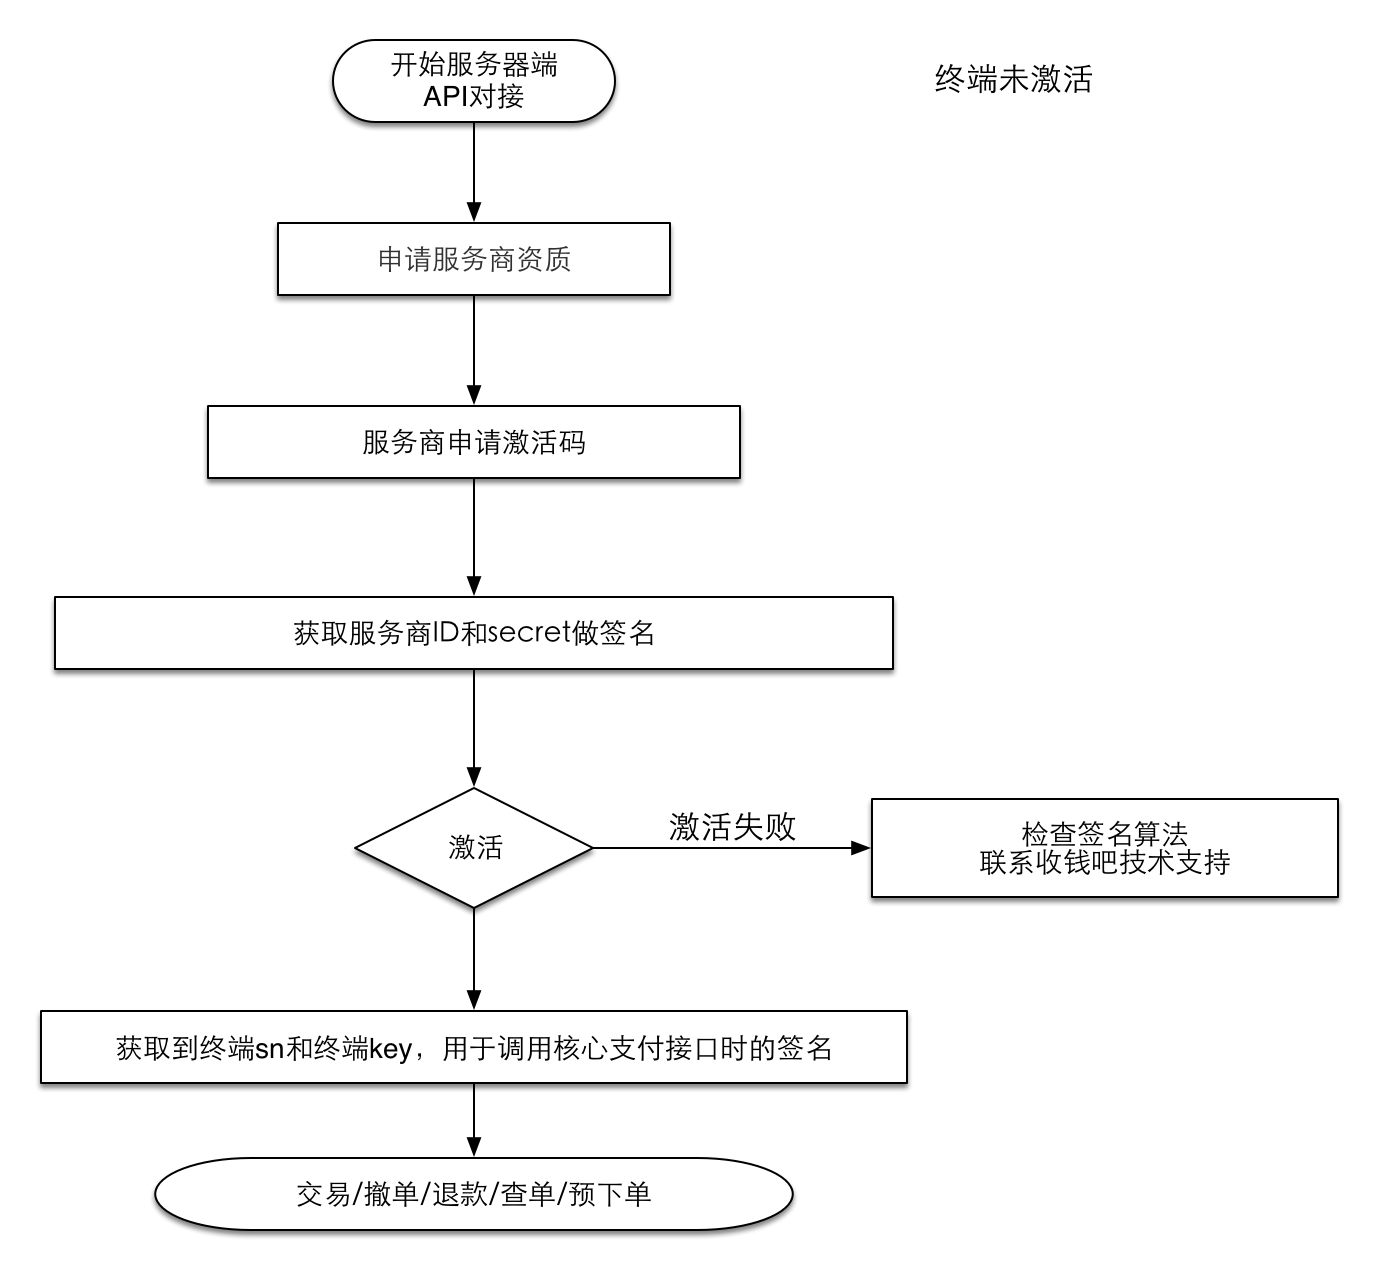 开始服务器端
API对接
终端未激活
申请服务商资质
服务商申请激活码
获取服务商ID和secret做签名
激活
激活失败
检查签名算法
联系收钱吧技术支持
获取到终端sn和终端key，用于调用核心支付接口时的签名
交易/撤单/退款/查单/预下单